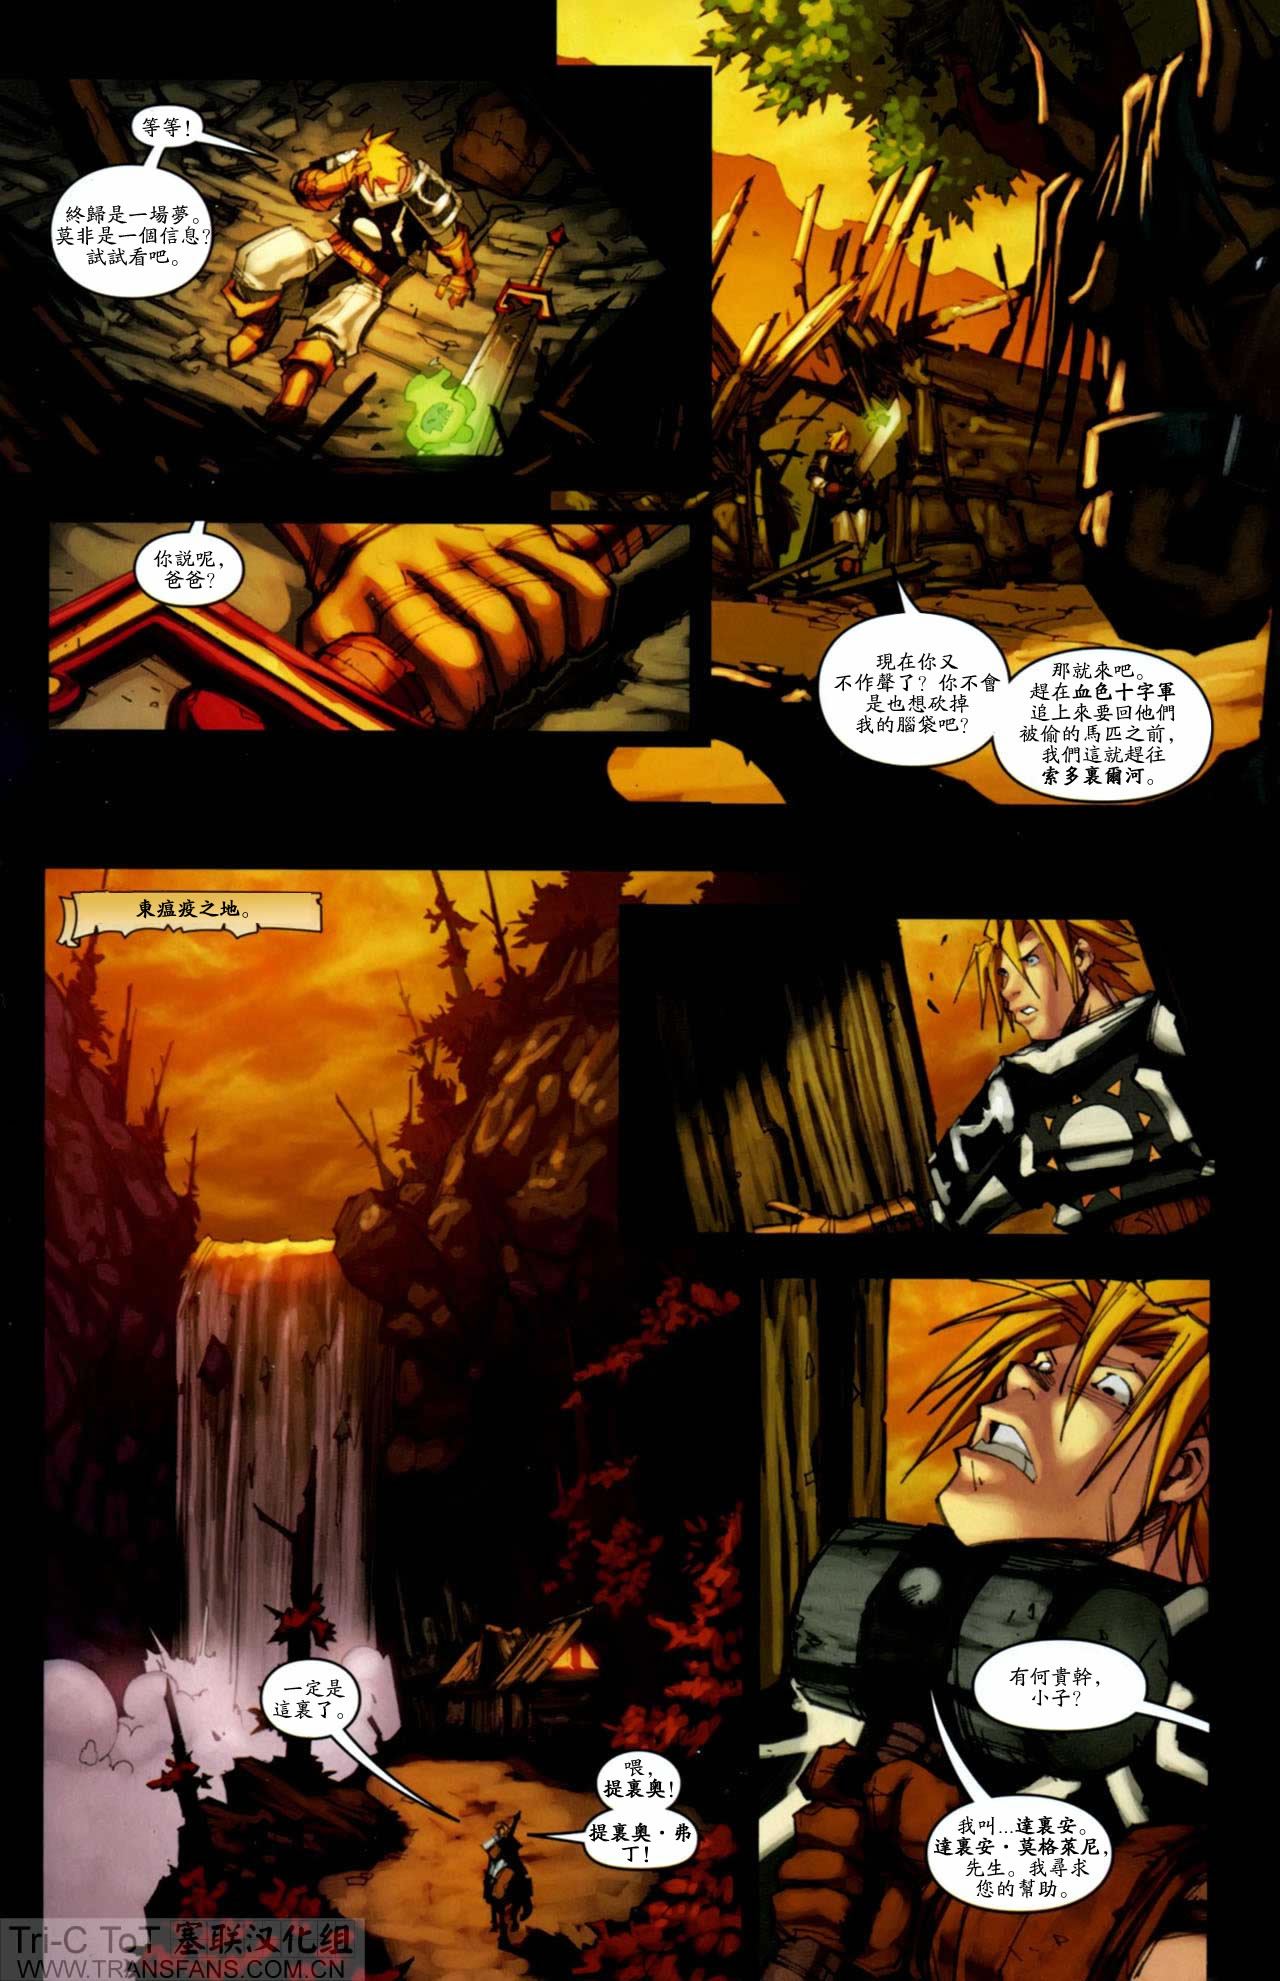 等等！
終歸是一場夢。
莫非是一個信息？
試試看吧。
你説呢，
爸爸？
現在你又
不作聲了？你不會
是也想砍掉
我的腦袋吧？
那就來吧。
趕在血色十字軍
追上來要回他們
被偷的馬匹之前，
我們這就趕往
索多裏爾河。
東瘟疫之地。
一定是
這裏了。
喂，
提裏奧！
提裏奧·弗
丁！
有何貴幹，
小子？
我叫...達裏安。
達裏安·莫格萊尼，
先生。我尋求
您的幫助。
Tri-C ToT 塞联汉化组
WWW.TRANSFANS.COM.CN